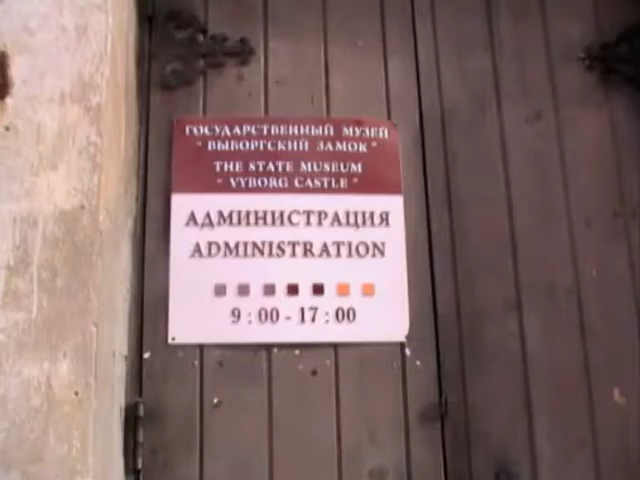 ГОСУДАРСТВЕННЫЙ МУЗЕЙ
" ВЫБОРГСКИЙ ЗАМОК "
THE STATE MUSEUM
" VYBORG CASTLE "
АДМИНИСТРАЦИЯ
ADMINISTRATION
9 : 00 - 17 : 00